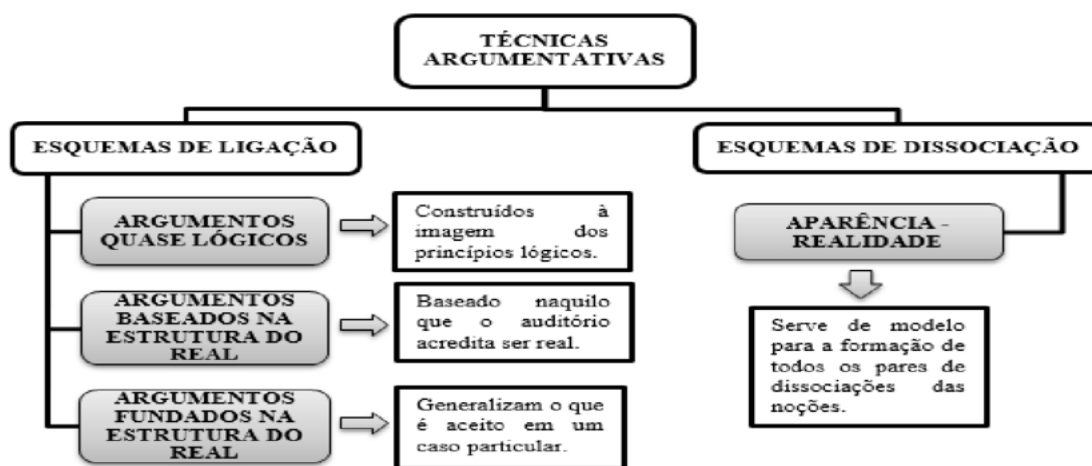 TÉCNICAS
ARGUMENTATIVAS
ESQUEMAS DE LIGAÇÃO
ESQUEMAS DE DISSOCIAÇÃO
ARGUMENTOS
QUASE LÓGICOS
Construídos à
imagem dos
princípios lógicos.
ARGUMENTOS
BASEADOS NA
ESTRUTURA DO
REAL
Baseado naquilo
que o auditório
acredita ser real.
ARGUMENTOS
FUNDADOS NA
ESTRUTURA DO
REAL
Generalizam o que
é aceito em um
caso particular.
APARÊNCIA -
REALIDADE
Serve de modelo
para a formação de
todos os pares de
dissociações das
noções.